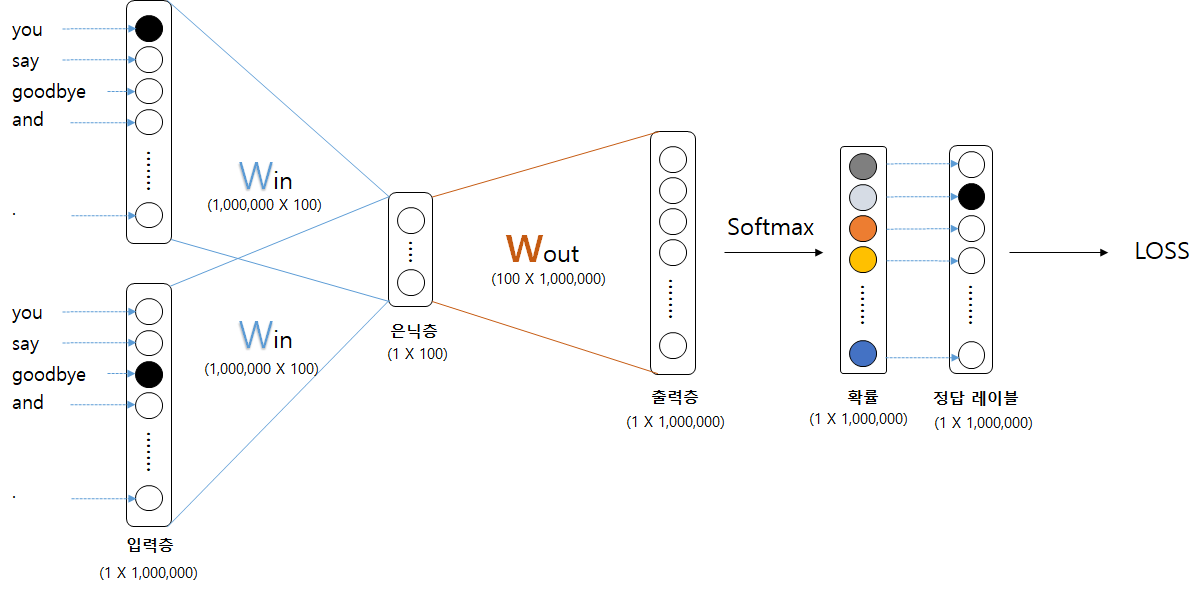 you
say
goodbye
and
.
Win
(1,000,000 X 100)
you
say
goodbye
and
.
Win
(1,000,000 X 100)
입력층
(1 X 1,000,000)
은닉층
(1 X 100)
Wout
(100 X 1,000,000)
출력층
(1 X 1,000,000)
Softmax
확률
(1 X 1,000,000)
정답 레이블
(1 X 1,000,000)
LOSS